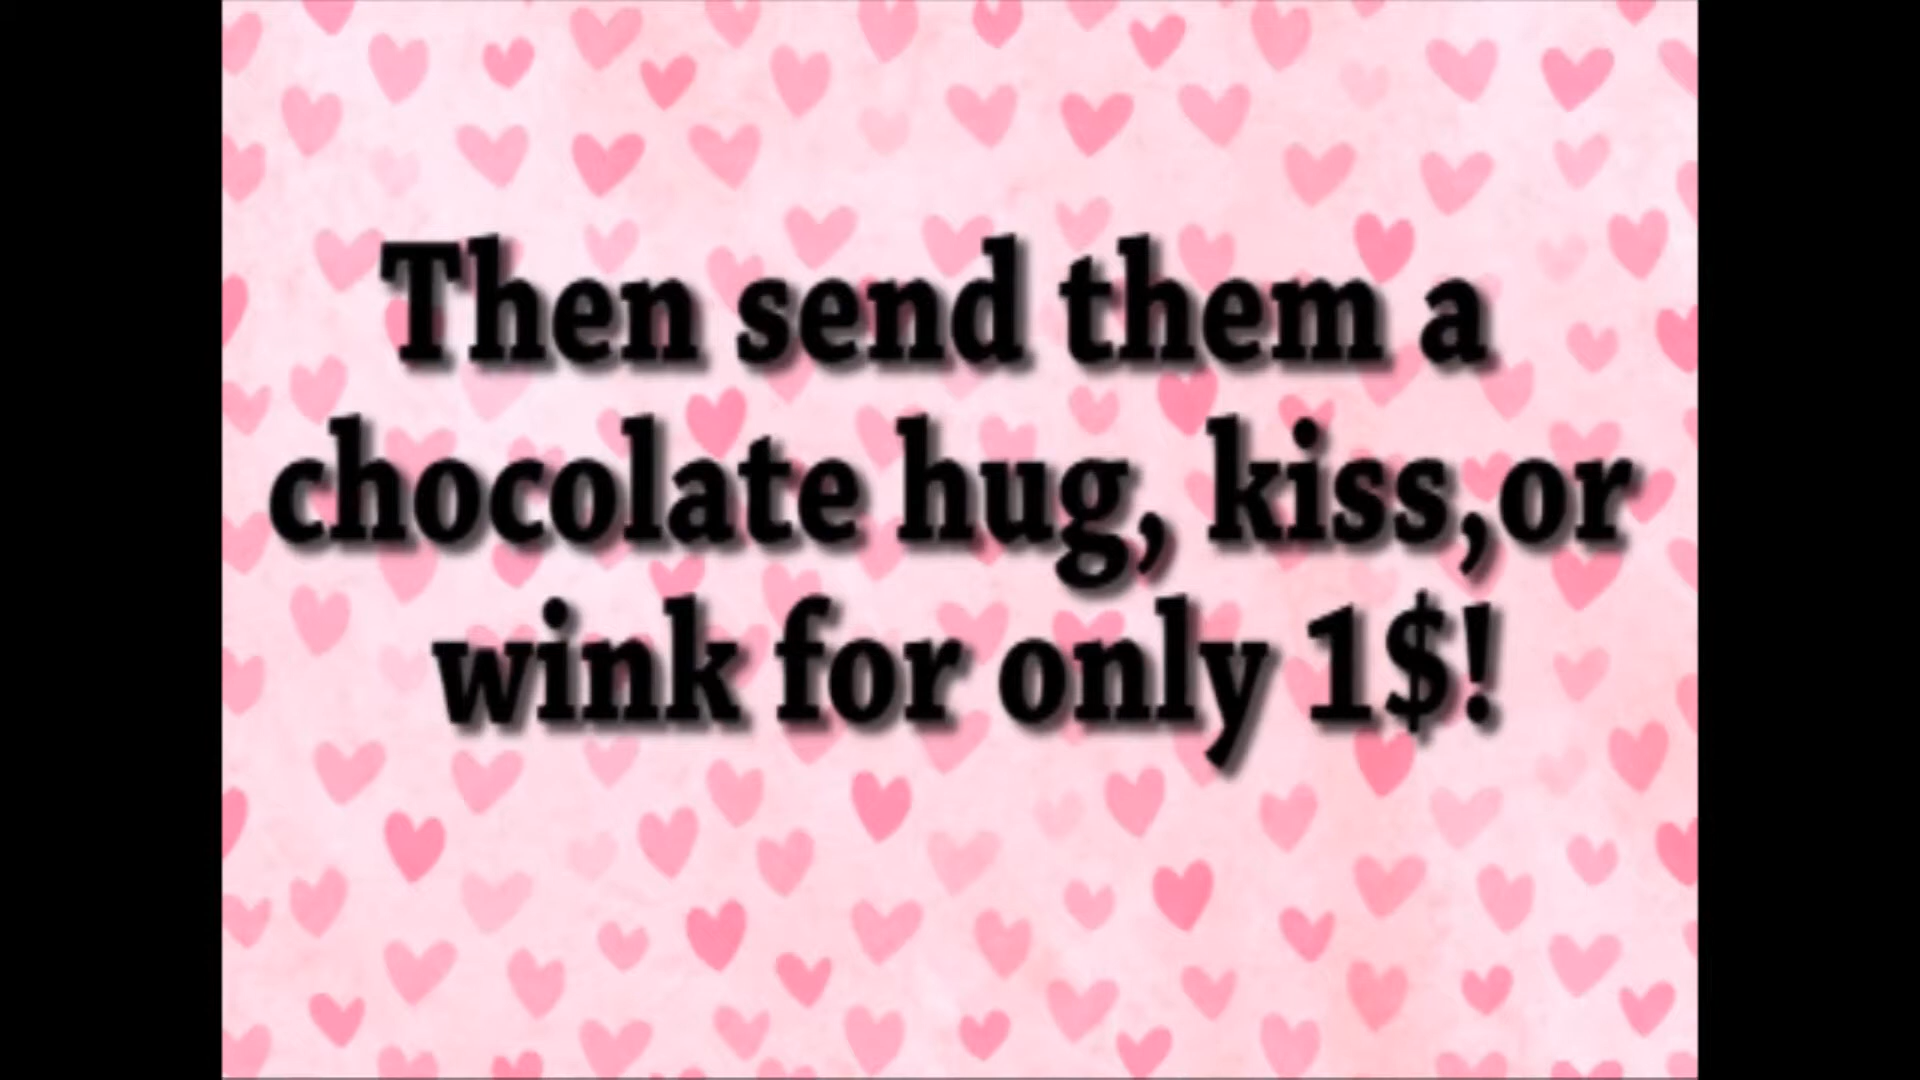 Then send them a
chocolate hug, kiss,or
wink for only 1$!